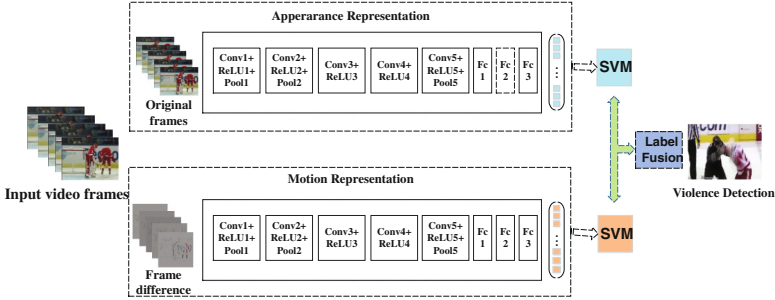 Apperarance Representation
Original
frames
Conv1+
ReLU1+
Pool1
Conv2+
ReLU2+
Pool2
Conv3+
ReLU3
Conv4+
ReLU4
Conv5+
ReLU5+
Pool5
Fc
1
Fc
2
Fc
3
SVM
Input video frames
Label
Fusion
Violence Detection
Motion Representation
Frame
difference
Conv1+
ReLU1+
Pool1
Conv2+
ReLU2+
Pool2
Conv3+
ReLU3
Conv4+
ReLU4
Conv5+
ReLU5+
Pool5
Fc
1
Fc
2
Fc
3
SVM